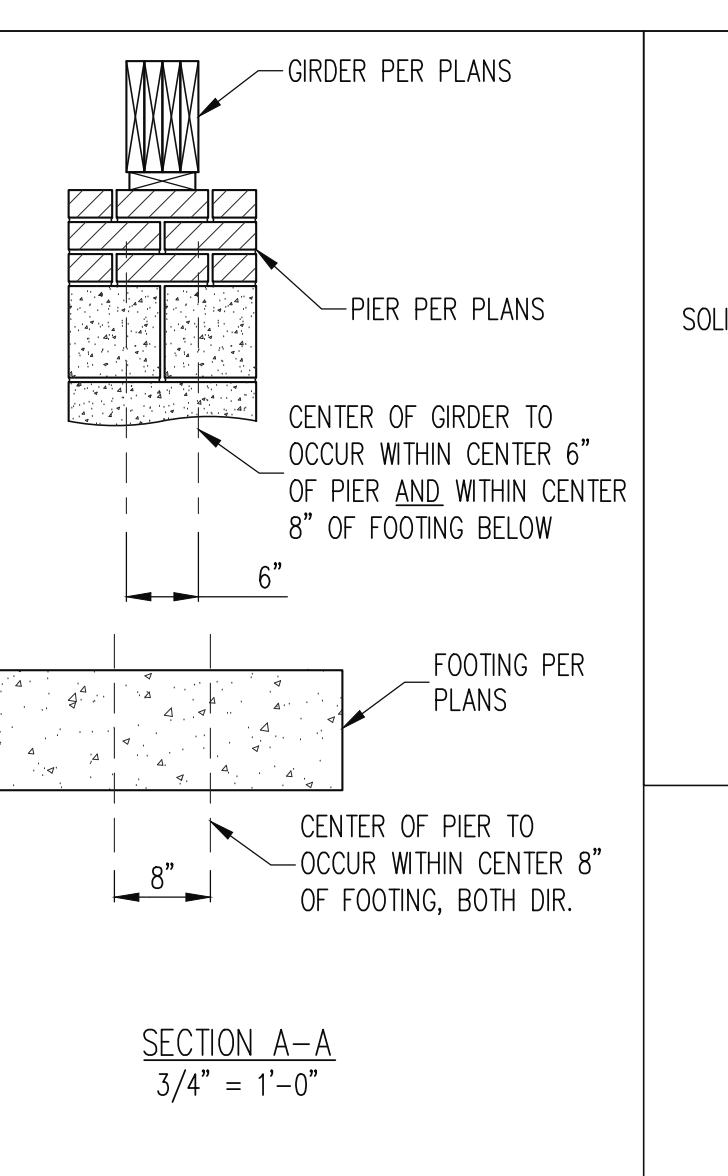 GIRDER PER PLANS
PIER PER PLANS
SOLI
CENTER OF GIRDER TO
OCCUR WITHIN CENTER 6"
OF PIER AND WITHIN CENTER
8" OF FOOTING BELOW
6"
FOOTING PER
PLANS
CENTER OF PIER TO
OCCUR WITHIN CENTER 8"
OF FOOTING, BOTH DIR.
8"
SECTION A-A
3/4" = 1'-0"